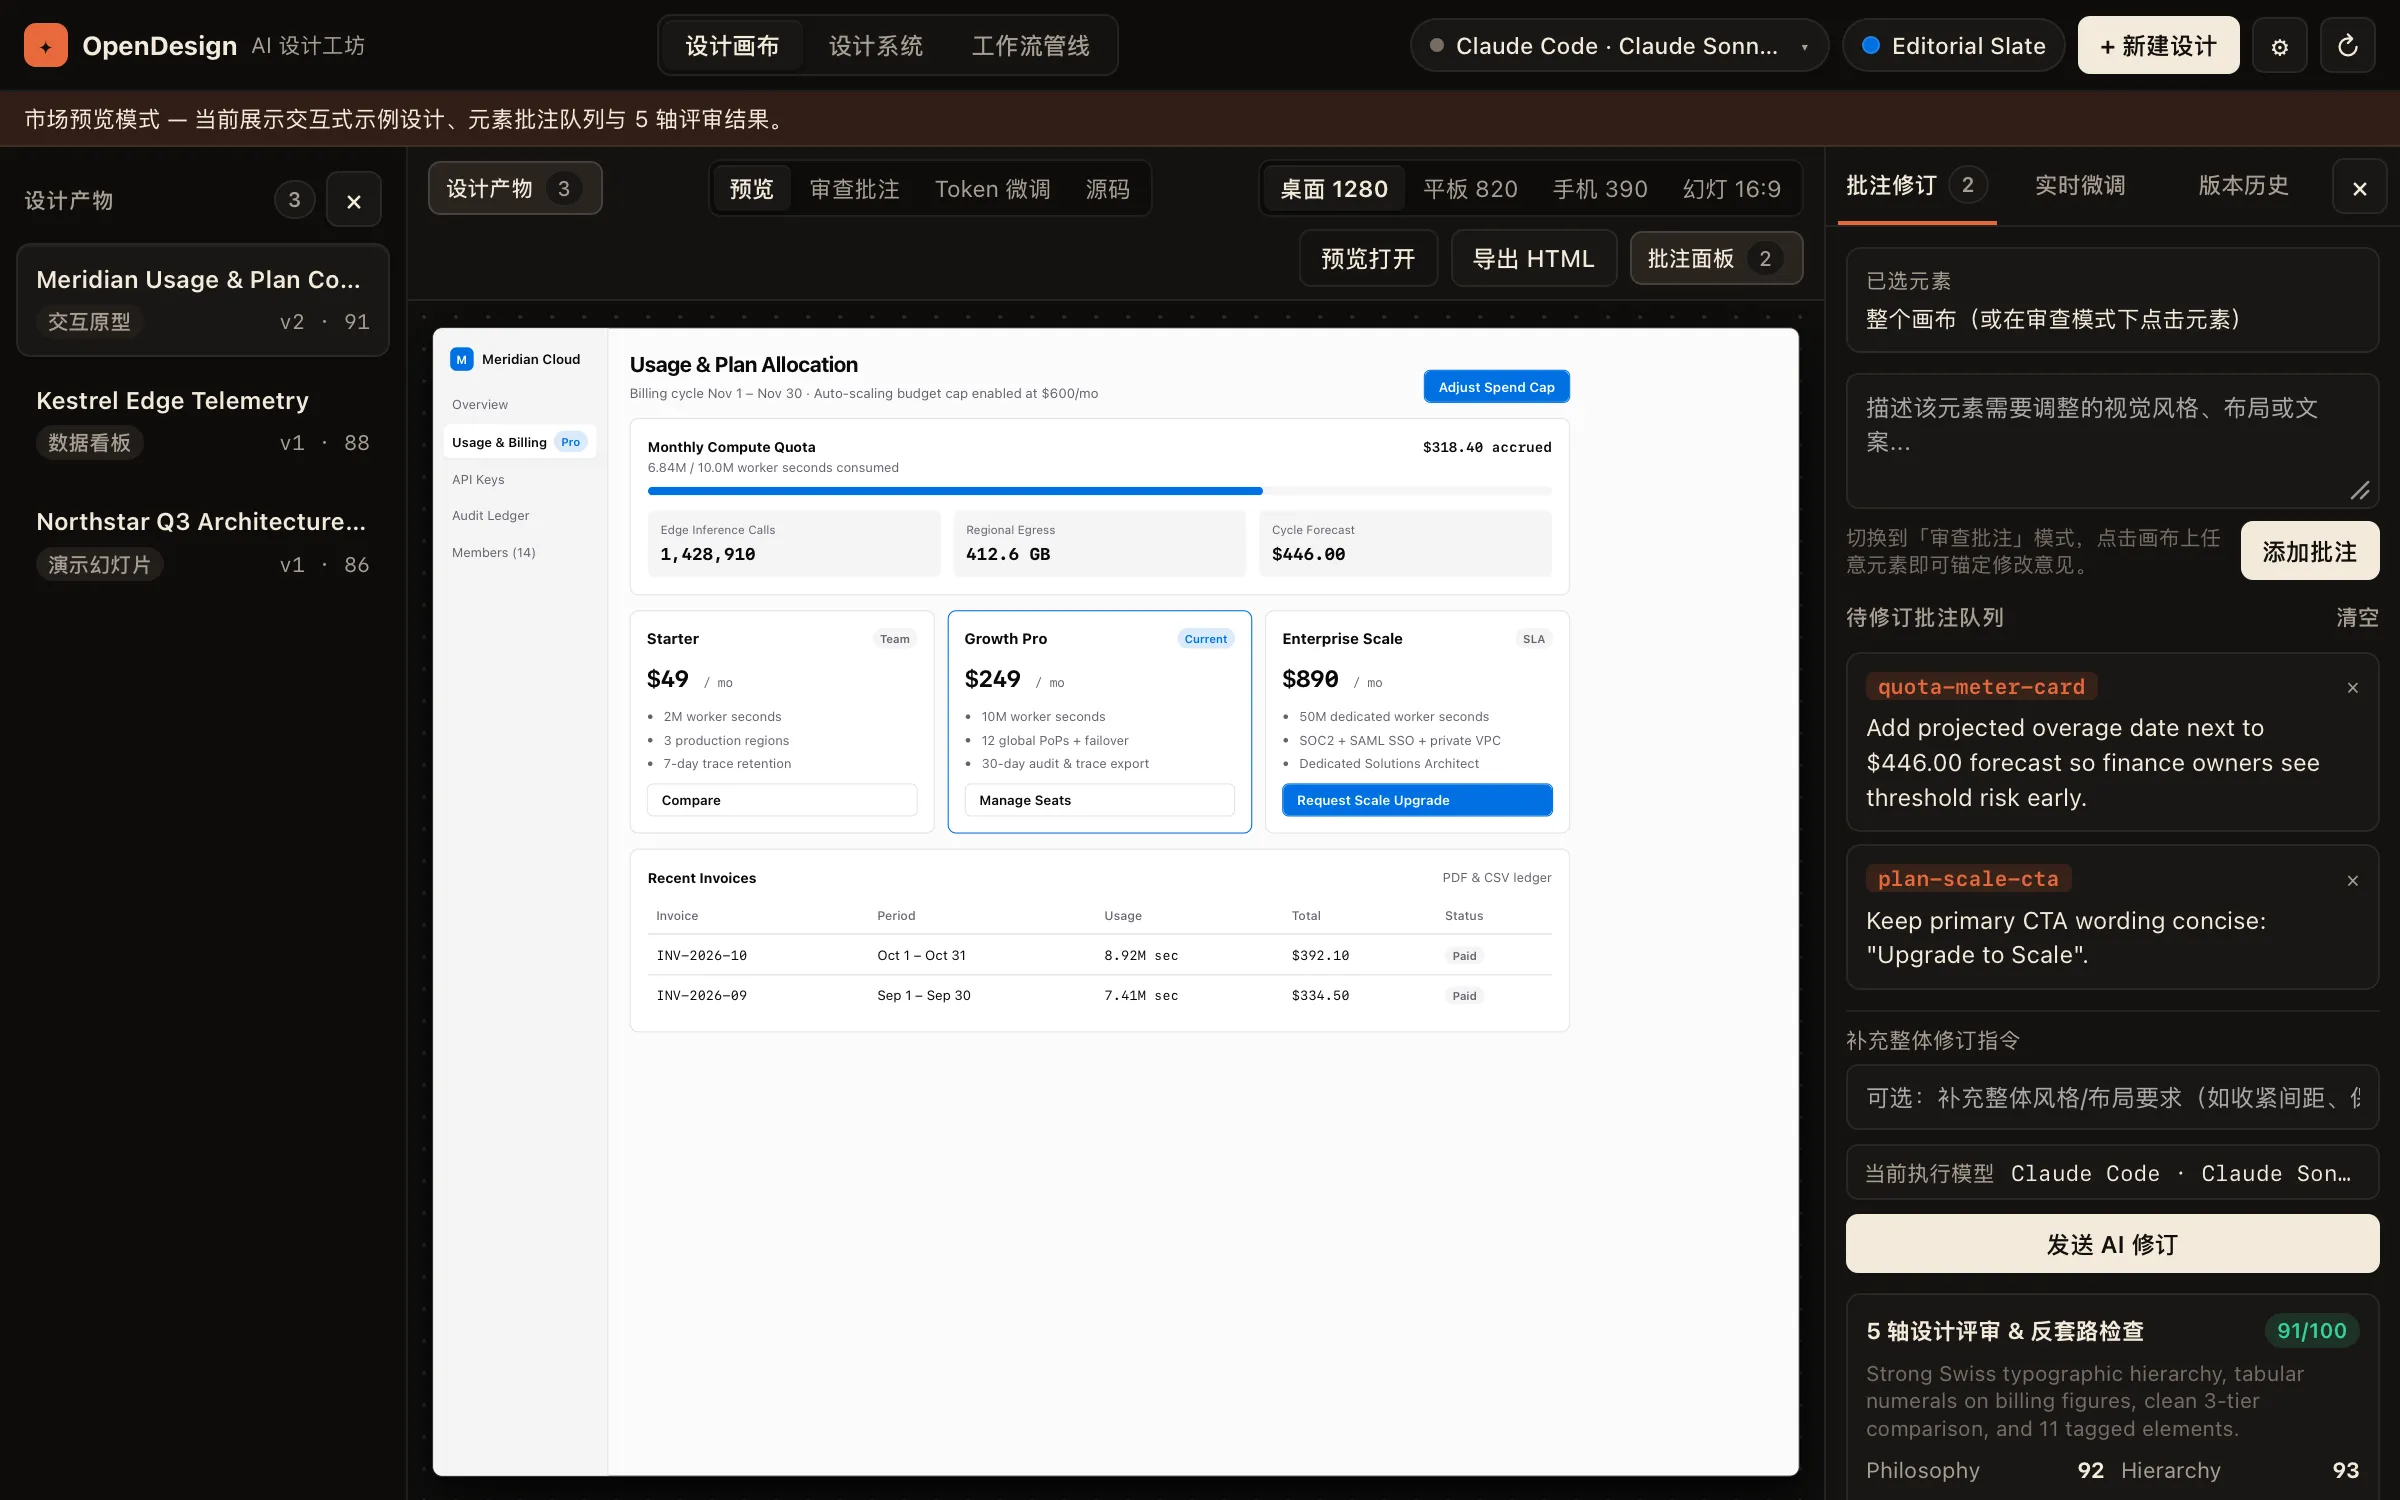 OpenDesign AI 设计工坊
设计画布 设计系统 工作流管线
Claude Code · Claude Sonn...
Editorial Slate
+ 新建设计
市场预览模式 — 当前展示交互式示例设计、元素批注队列与 5 轴评审结果。
设计产物 3
Meridian Usage & Plan Co...
交互原型 v2 · 91
Kestrel Edge Telemetry
数据看板 v1 · 88
Northstar Q3 Architecture...
演示幻灯片 v1 · 86
设计产物 3
预览 审查批注 Token 微调 源码
桌面 1280 平板 820 手机 390 幻灯 16:9
预览打开 导出 HTML 批注面板 2
M Meridian Cloud
Overview
Usage & Billing Pro
API Keys
Audit Ledger
Members (14)
Usage & Plan Allocation
Billing cycle Nov 1 – Nov 30 · Auto-scaling budget cap enabled at $600/mo
Adjust Spend Cap
Monthly Compute Quota
$318.40 accrued
6.84M / 10.0M worker seconds consumed
Edge Inference Calls
1,428,910
Regional Egress
412.6 GB
Cycle Forecast
$446.00
Starter Team
$49 / mo
• 2M worker seconds
• 3 production regions
• 7-day trace retention
Compare
Growth Pro Current
$249 / mo
• 10M worker seconds
• 12 global PoPs + failover
• 30-day audit & trace export
Manage Seats
Enterprise Scale SLA
$890 / mo
• 50M dedicated worker seconds
• SOC2 + SAML SSO + private VPC
• Dedicated Solutions Architect
Request Scale Upgrade
Recent Invoices PDF & CSV ledger
Invoice Period Usage Total Status
INV-2026-10 Oct 1 – Oct 31 8.92M sec $392.10 Paid
INV-2026-09 Sep 1 – Sep 30 7.41M sec $334.50 Paid
批注修订 2 实时微调 版本历史
已选元素
整个画布（或在审查模式下点击元素）
描述该元素需要调整的视觉风格、布局或文
案...
切换到「审查批注」模式，点击画布上任
意元素即可锚定修改意见。
添加批注
待修订批注队列 清空
quota-meter-card
Add projected overage date next to
$446.00 forecast so finance owners see
threshold risk early.
plan-scale-cta
Keep primary CTA wording concise:
"Upgrade to Scale".
补充整体修订指令
可选：补充整体风格/布局要求（如收紧间距、
当前执行模型 Claude Code · Claude Son...
发送 AI 修订
5 轴设计评审 & 反套路检查 91/100
Strong Swiss typographic hierarchy, tabular
numerals on billing figures, clean 3-tier
comparison, and 11 tagged elements.
Philosophy 92 Hierarchy 93